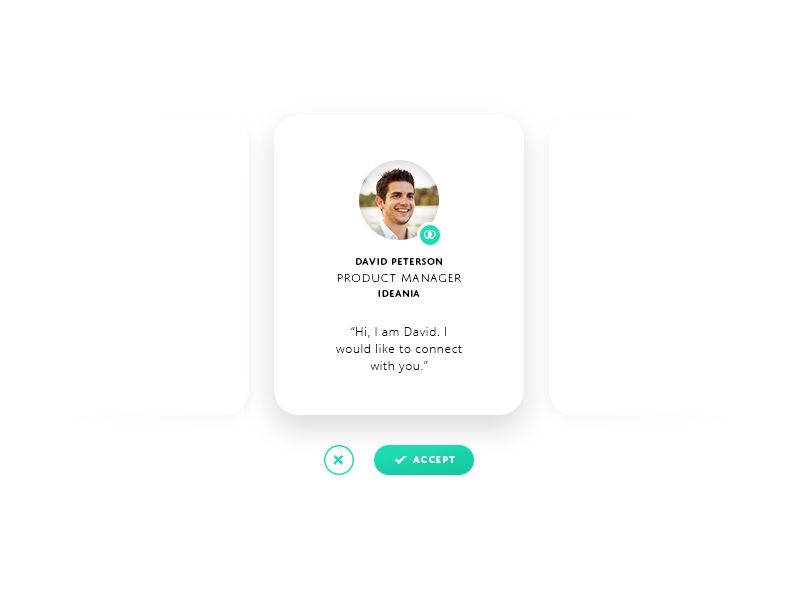 DAVID PETERSON
PRODUCT MANAGER
IDEANIA
“Hi, I am David. I
would like to connect
with you.”
ACCEPT